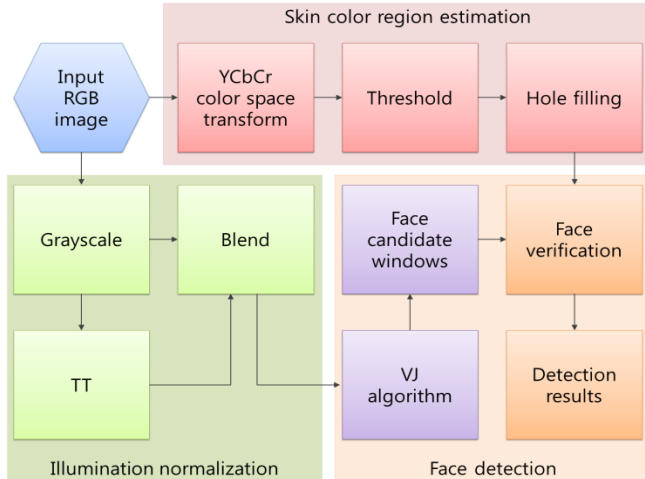 Skin color region estimation
Input
RGB
image
YCbCr
color space
transform
Threshold
Hole filling
Grayscale
Blend
Face
candidate
windows
Face
verification
TT
VJ
algorithm
Detection
results
Illumination normalization
Face detection